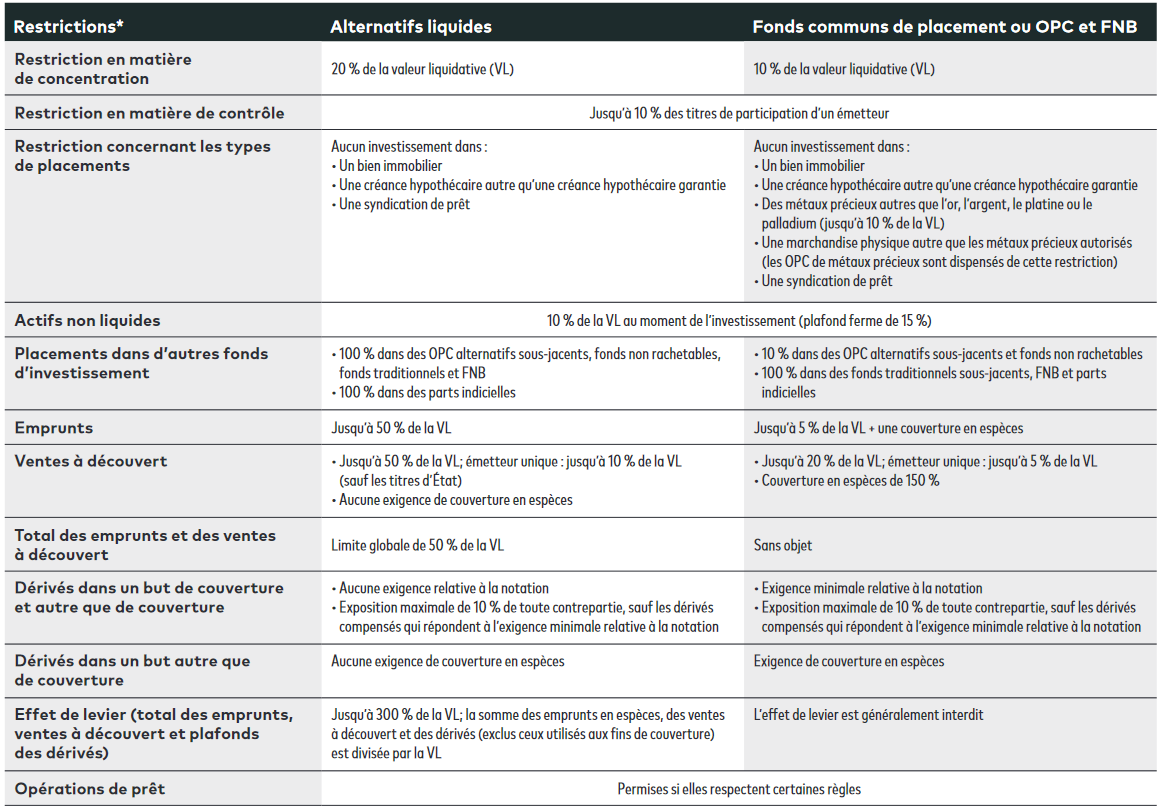 Restrictions*
Alternatifs liquides
Fonds communs de placement ou OPC et FNB
Restriction en matière
de concentration
20 % de la valeur liquidative (VL)
10 % de la valeur liquidative (VL)
Restriction en matière de contrôle
Jusqu’à 10 % des titres de participation d’un émetteur
Restriction concernant les types
de placements
Aucun investissement dans :
• Un bien immobilier
• Une créance hypothécaire autre qu’une créance hypothécaire garantie
• Une syndication de prêt
Aucun investissement dans :
• Un bien immobilier
• Une créance hypothécaire autre qu’une créance hypothécaire garantie
• Des métaux précieux autres que l’or, l’argent, le platine ou le
palladium (jusqu’à 10 % de la VL)
• Une marchandise physique autre que les métaux précieux autorisés
(les OPC de métaux précieux sont dispensés de cette restriction)
• Une syndication de prêt
Actifs non liquides
10 % de la VL au moment de l’investissement (plafond ferme de 15 %)
Placements dans d’autres fonds
d’investissement
• 100 % dans des OPC alternatifs sous-jacents, fonds non rachetables,
fonds traditionnels et FNB
• 100 % dans des parts indicielles
• 10 % dans des OPC alternatifs sous-jacents et fonds non rachetables
• 100 % dans des fonds traditionnels sous-jacents, FNB et parts
indicielles
Emprunts
Jusqu’à 50 % de la VL
Jusqu’à 5 % de la VL + une couverture en espèces
Ventes à découvert
• Jusqu’à 50 % de la VL; émetteur unique : jusqu’à 10 % de la VL
(sauf les titres d’État)
• Aucune exigence de couverture en espèces
• Jusqu’à 20 % de la VL; émetteur unique : jusqu’à 5 % de la VL
• Couverture en espèces de 150 %
Total des emprunts et des ventes
à découvert
Limite globale de 50 % de la VL
Sans objet
Dérivés dans un but de couverture
et autre que de couverture
• Aucune exigence relative à la notation
• Exposition maximale de 10 % de toute contrepartie, sauf les dérivés
compensés qui répondent à l’exigence minimale relative à la notation
• Exigence minimale relative à la notation
• Exposition maximale de 10 % de toute contrepartie, sauf les dérivés
compensés qui répondent à l’exigence minimale relative à la notation
Dérivés dans un but autre que
de couverture
Aucune exigence de couverture en espèces
Exigence de couverture en espèces
Effet de levier (total des emprunts,
ventes à découvert et plafonds
des dérivés)
Jusqu’à 300 % de la VL; la somme des emprunts en espèces, des ventes
à découvert et des dérivés (exclus ceux utilisés aux fins de couverture)
est divisée par la VL
L’effet de levier est généralement interdit
Opérations de prêt
Permises si elles respectent certaines règles